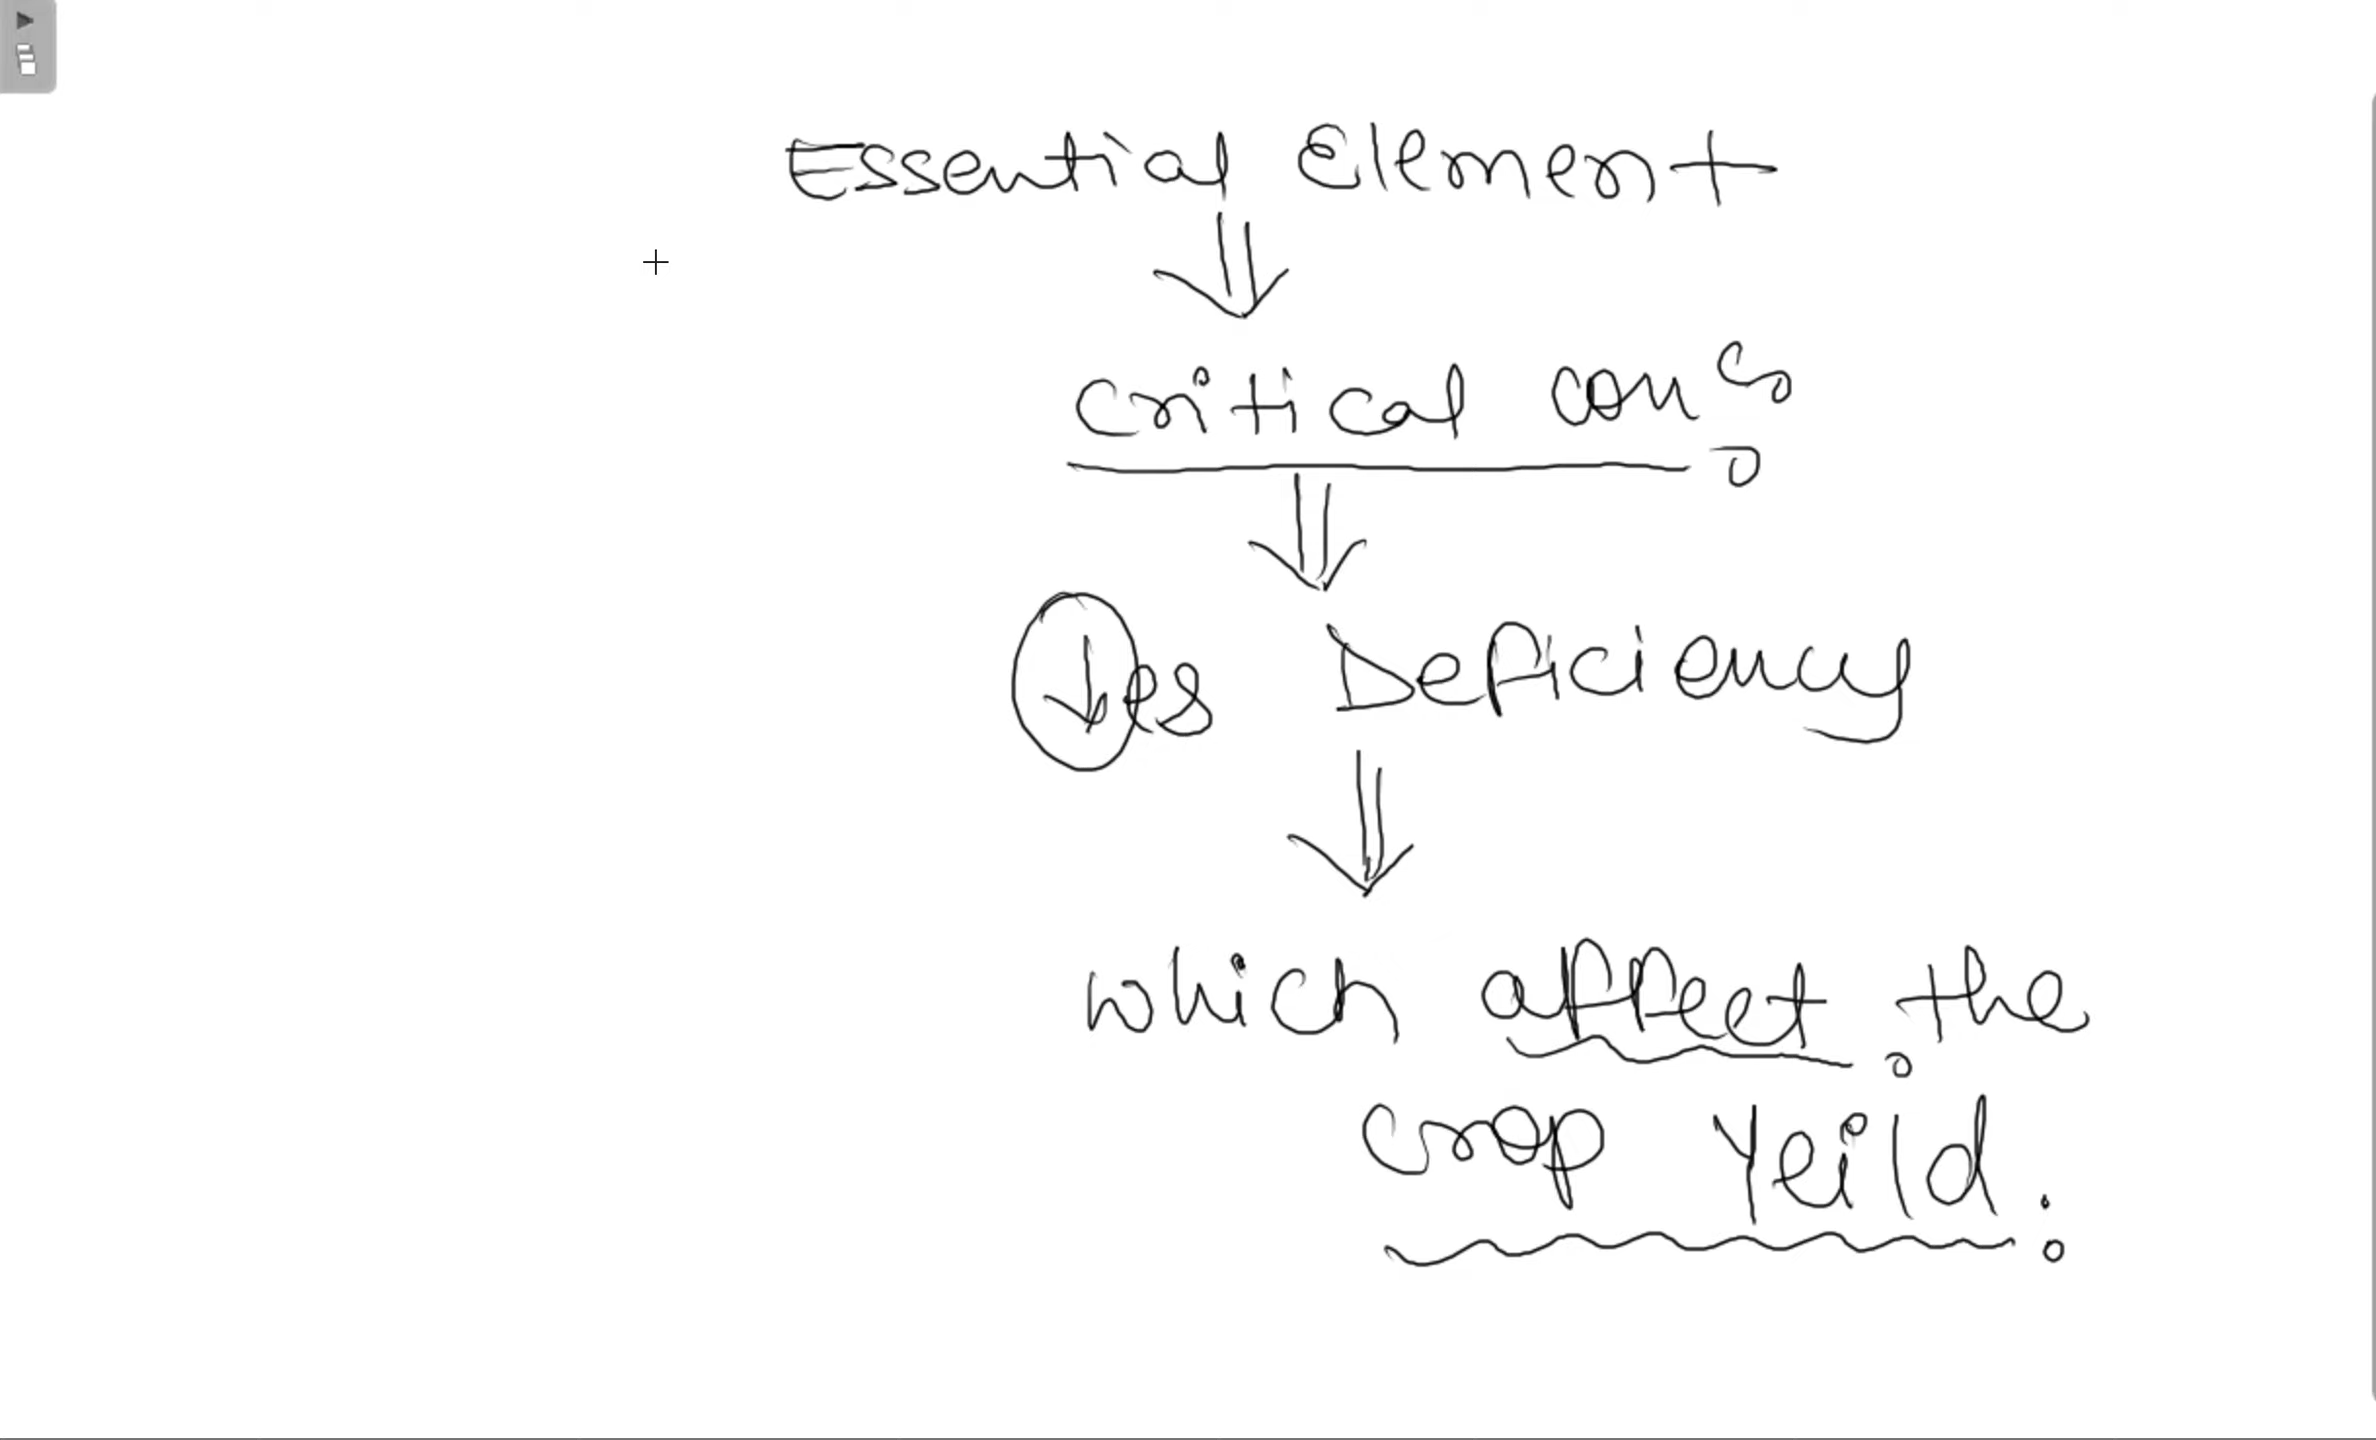 Essential Element
critical conc
↓es Deficiency
which affect the
crop Yeild.